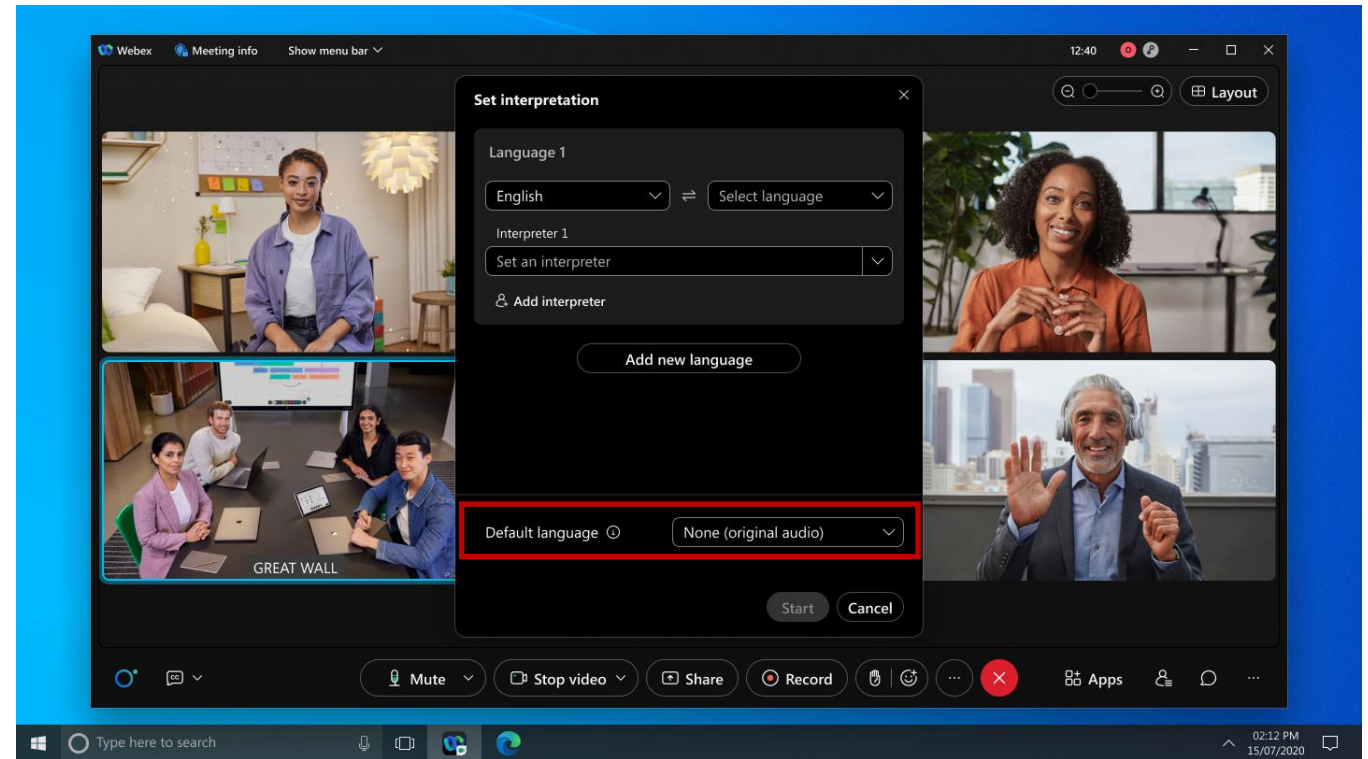 Webex Meeting info Show menu bar 12:40
Layout
Set interpretation
Language 1
English Select language
Interpreter 1
Set an interpreter
Add interpreter
Add new language
Default language None (original audio)
Start Cancel
GREAT WALL
CC Mute Stop video Share Record Apps
Type here to search
02:12 PM
15/07/2020